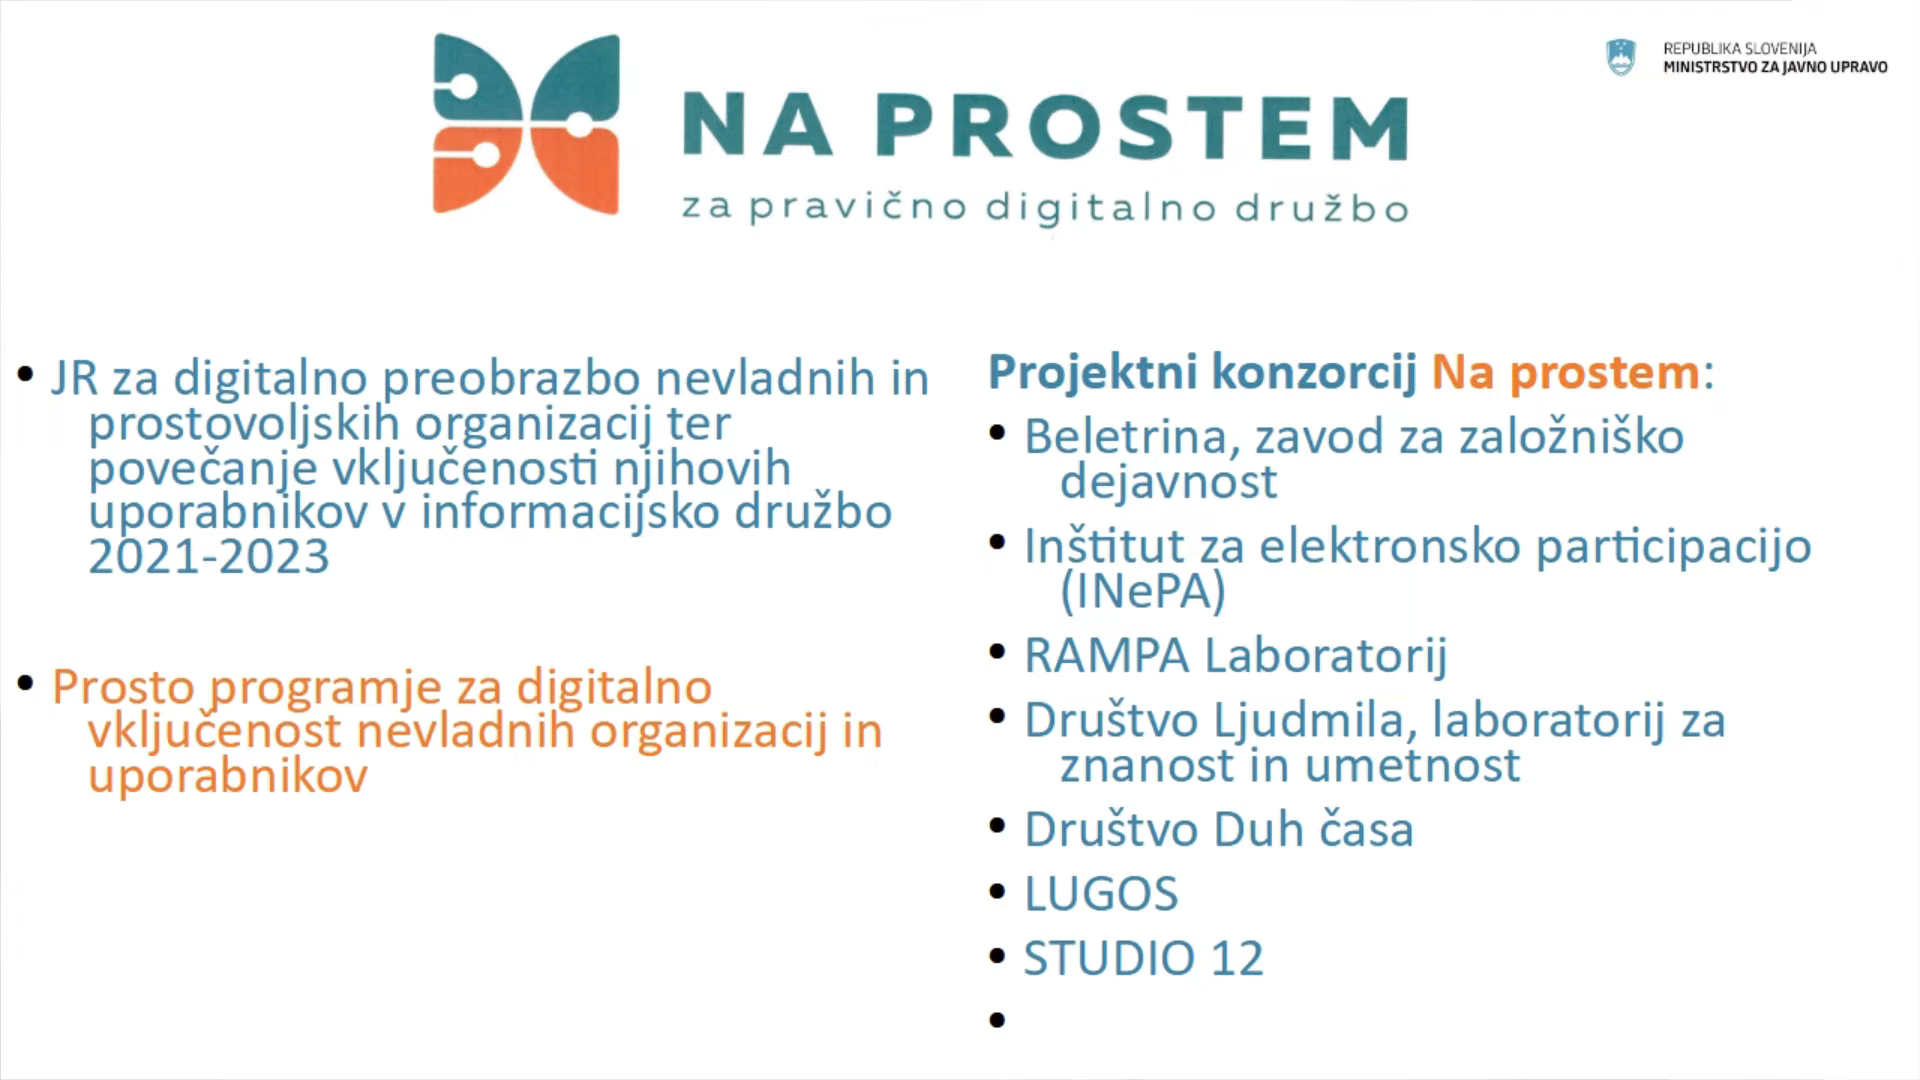 NA PROSTEM
za pravično digitalno družbo
REPUBLIKA SLOVENIJA
MINISTRSTVO ZA JAVNO UPRAVO
• JR za digitalno preobrazbo nevladnih in
prostovoljskih organizacij ter
povečanje vključenosti njihovih
uporabnikov v informacijsko družbo
2021-2023
• Prosto programje za digitalno
vključenost nevladnih organizacij in
uporabnikov
Projektni konzorcij Na prostem:
• Beletrina, zavod za založniško
dejavnost
• Inštitut za elektronsko participacijo
(INePA)
• RAMPA Laboratorij
• Društvo Ljudmila, laboratorij za
znanost in umetnost
• Društvo Duh časa
• LUGOS
• STUDIO 12
•